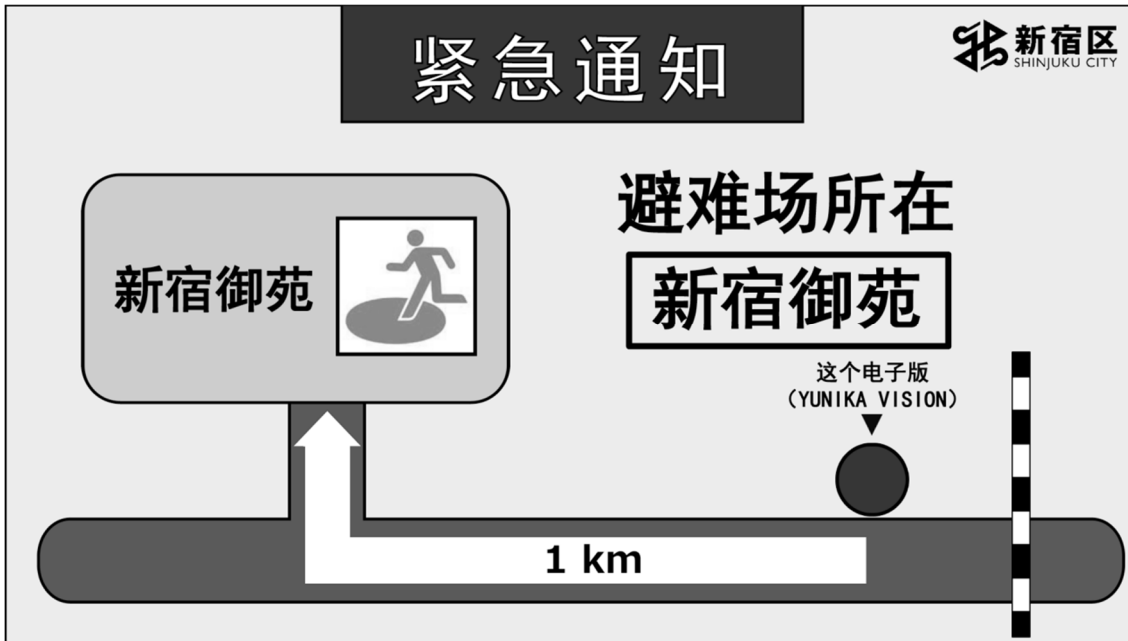 紧急通知
新宿区
SHINJUKU CITY
避难场所在
新宿御苑
新宿御苑
这个电子版
(YUNIKA VISION)
1 km